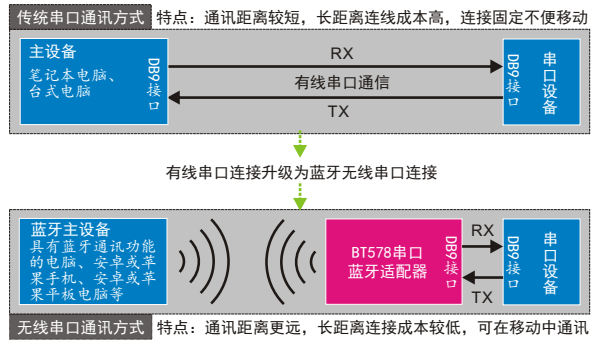 传统串口通讯方式 特点：通讯距离较短，长距离连线成本高，连接固定不便移动
主设备
笔记本电脑、
台式电脑
DB9接口
RX
有线串口通信
TX
DB9接口
串口设备
有线串口连接升级为蓝牙无线串口连接
蓝牙主设备
具有蓝牙通讯功能
的电脑、安卓或苹
果手机、安卓或苹
果平板电脑等
BT578串口
蓝牙适配器
DB9接口
RX
TX
DB9接口
串口设备
无线串口通讯方式 特点：通讯距离更远，长距离连接成本较低，可在移动中通讯